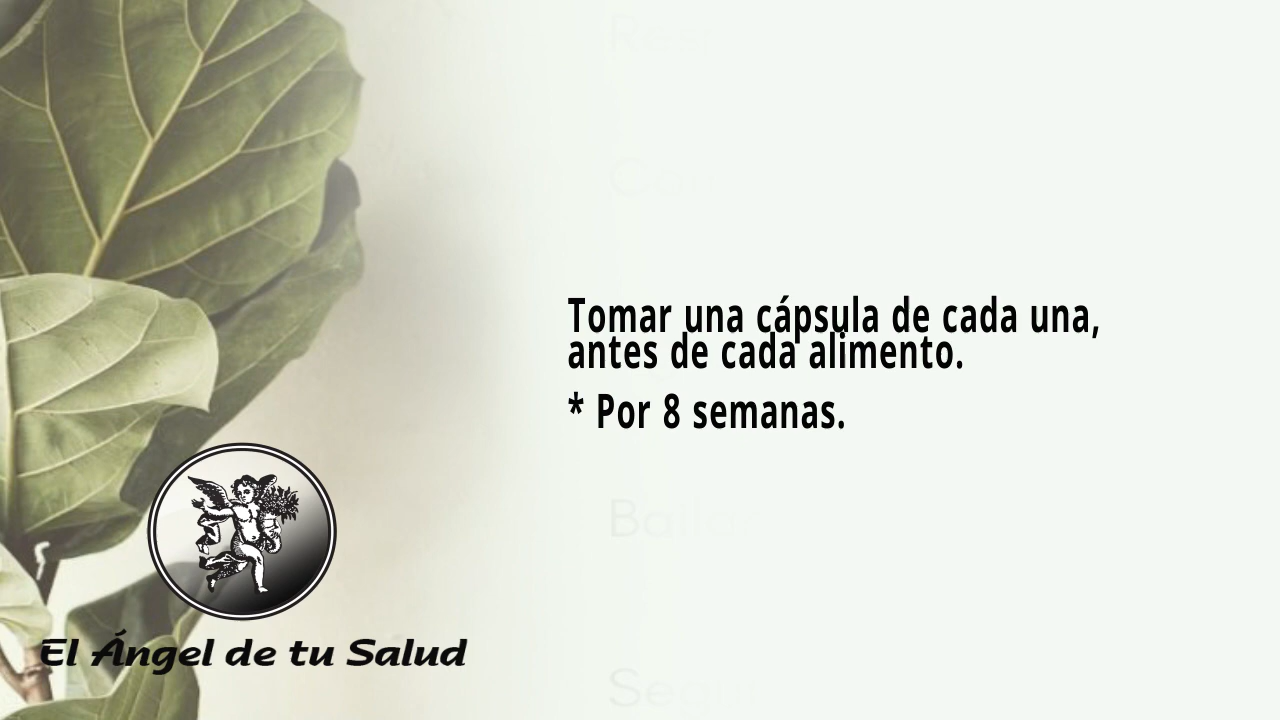 Tomar una cápsula de cada una,
antes de cada alimento.
* Por 8 semanas.
El Ángel de tu Salud